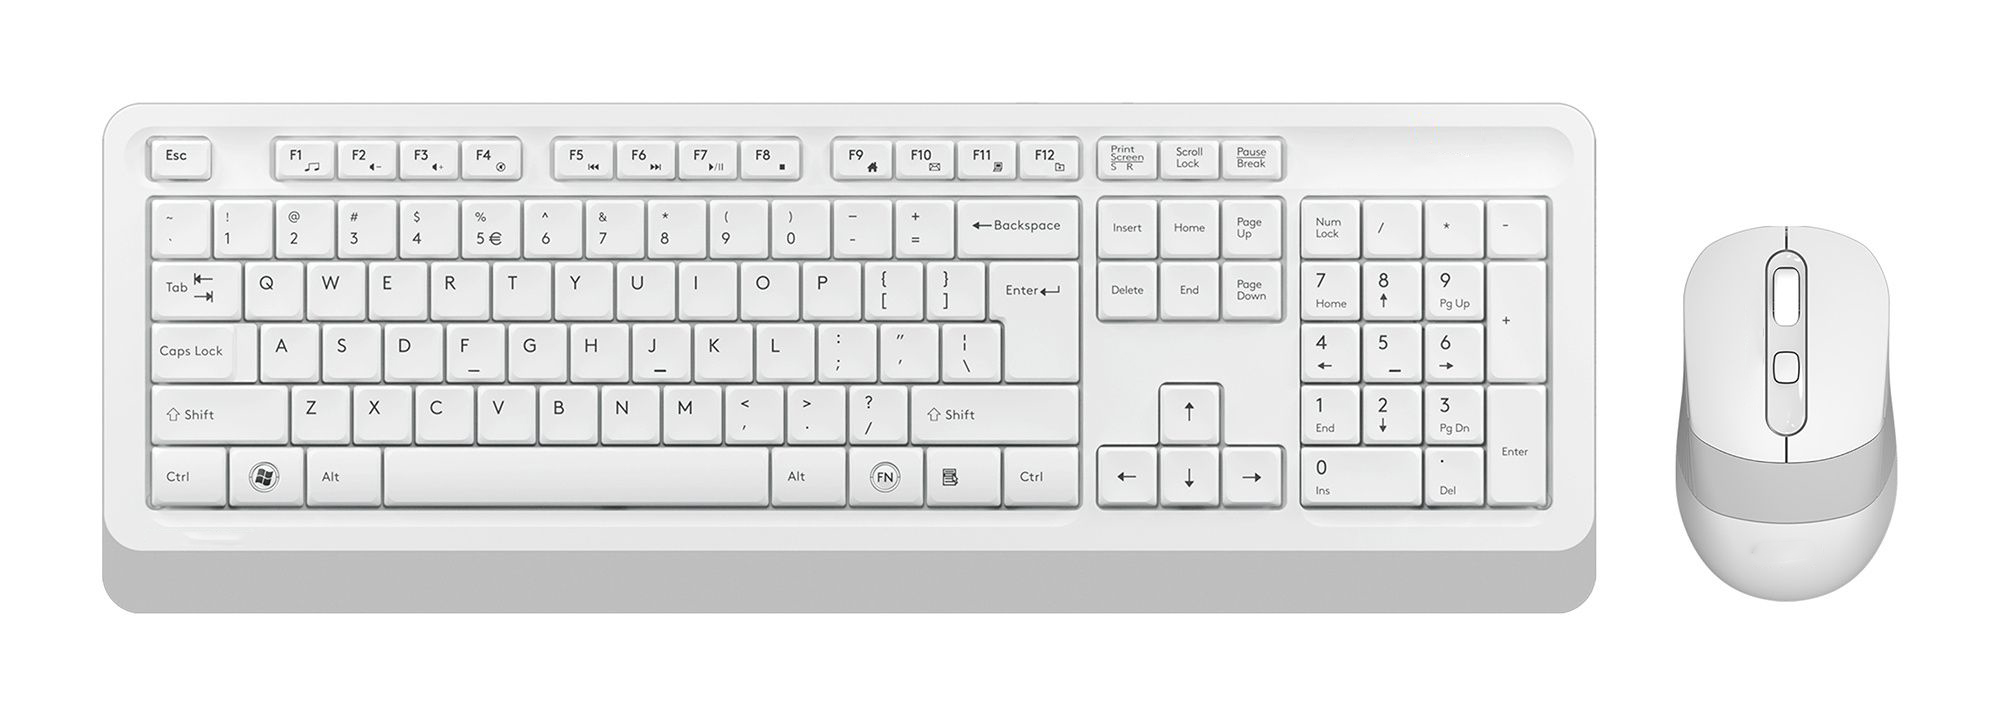 Esc F1 F2 F3 F4 F5 F6 F7 F8 F9 F10 F11 F12 Print Screen S R Scroll Lock Pause Break
~ ` ! 1 @ 2 # 3 $ 4 % 5 € ^ 6 & 7 * 8 ( 9 ) 0 – - + = ←Backspace Insert Home Page Up Num Lock / * -
Tab Q W E R T Y U I O P { [ } ] Enter Delete End Page Down 7 Home 8 ↑ 9 Pg Up +
Caps Lock A S D F G H J K L : ; " ' ¦ \ 4 ← 5 6 →
⇧ Shift Z X C V B N M < , > . ? / ⇧ Shift ↑ 1 End 2 ↓ 3 Pg Dn Enter
Ctrl Alt Alt FN Ctrl ← ↓ → 0 Ins . Del